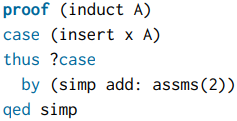 proof (induct A)
case (insert x A)
thus ?case
by (simp add: assms(2))
qed simp